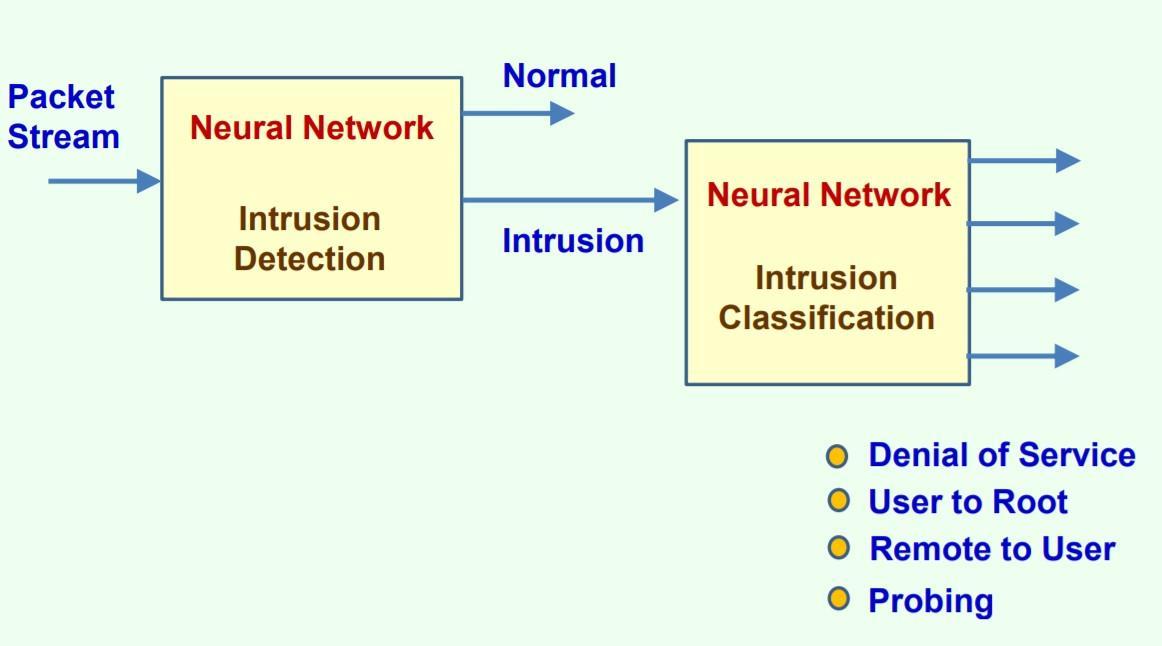 Packet
Stream
Neural Network
Intrusion
Detection
Normal
Intrusion
Neural Network
Intrusion
Classification
Denial of Service
User to Root
Remote to User
Probing